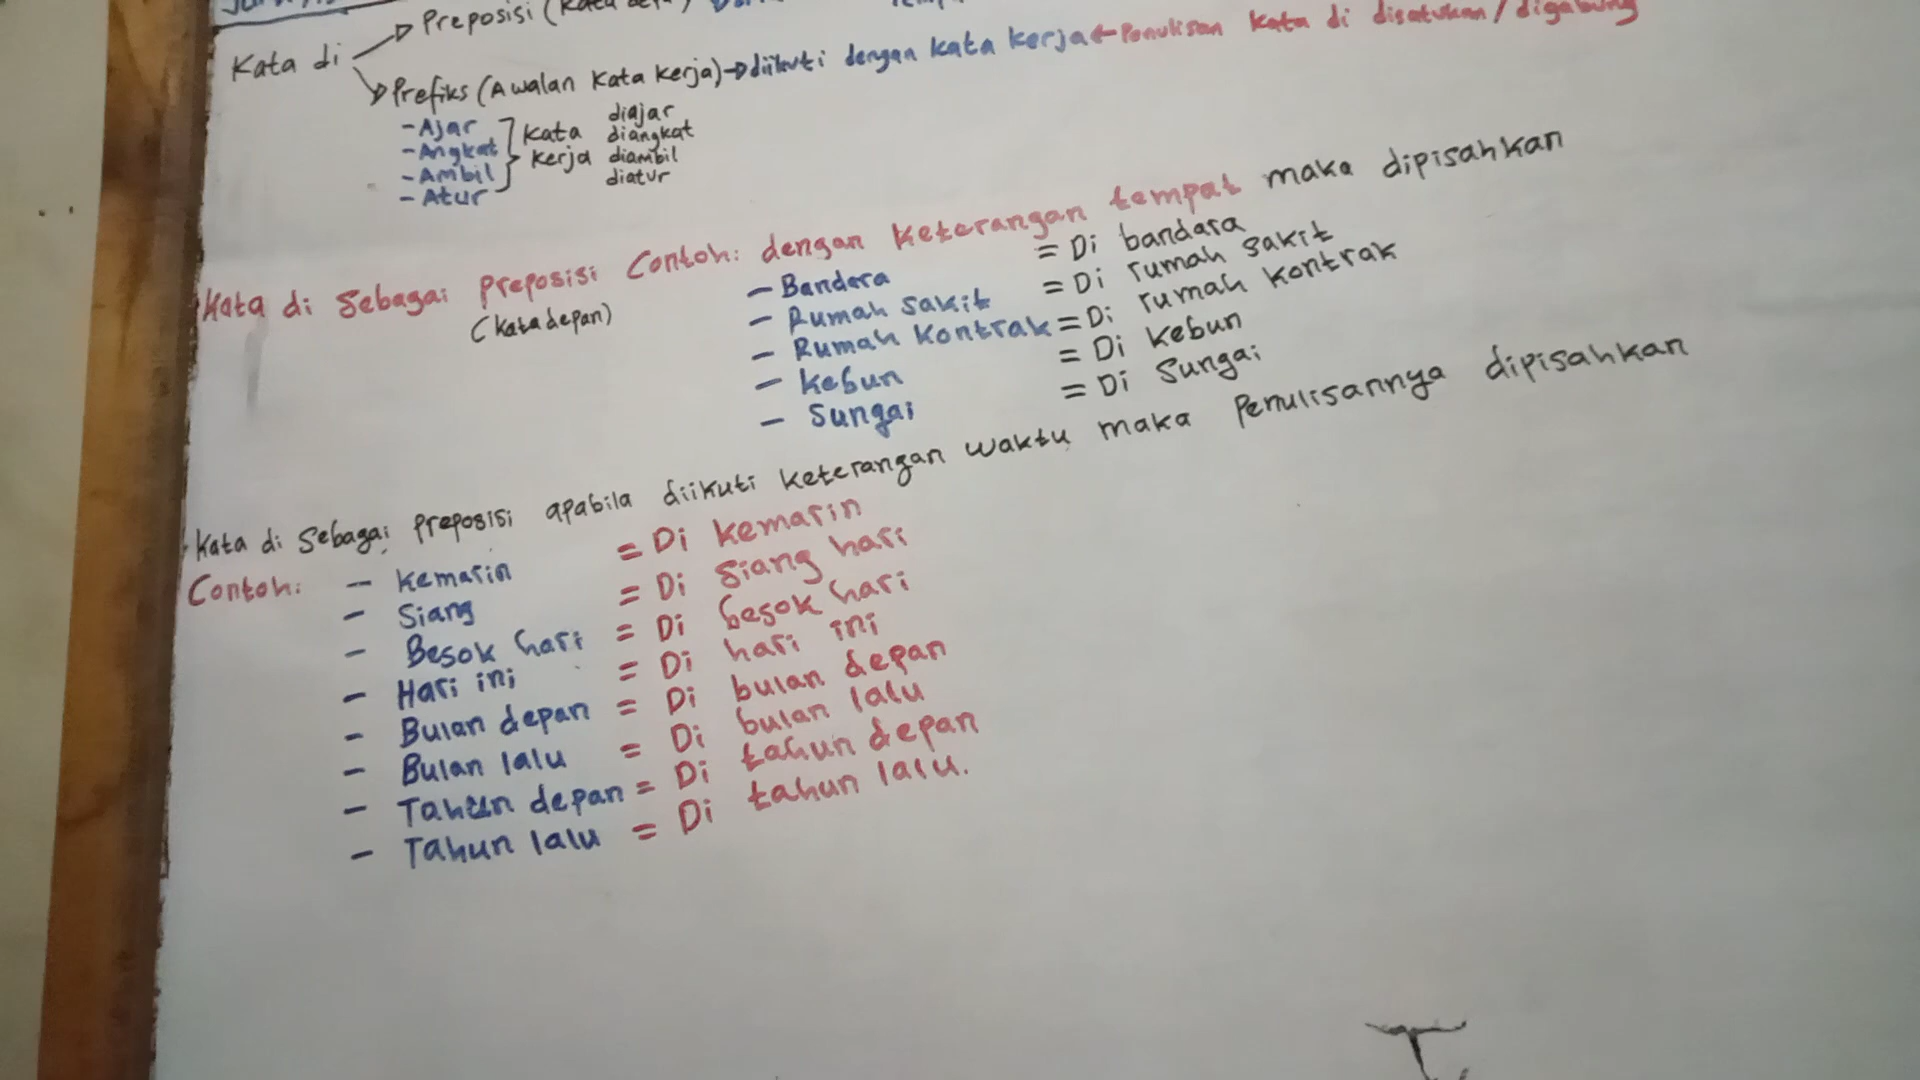 Kata di Preposisi (Kata
Prefiks (Awalan Kata Kerja) → diikuti dengan kata kerja ← Penulisan kata di disatukan / digabung
- Ajar diajar
- Angkat Kata diangkat
- Ambil Kerja diambil
- Atur diatur
Kata di Sebagai Preposisi Contoh: dengan Keterangan tempat maka dipisahkan
(Kata depan)
- Bandara = Di bandara
- Rumah sakit = Di rumah sakit
- Rumah Kontrak = Di rumah kontrak
- Kebun = Di Kebun
- Sungai = Di Sungai
Kata di Sebagai Preposisi apabila diikuti keterangan waktu maka Penulisannya dipisahkan
Contoh: - Kemarin = Di kemarin
- Siang = Di Siang hari
- Besok hari = Di besok hari
- Hari ini = Di hari ini
- Bulan depan = Di bulan depan
- Bulan lalu = Di bulan lalu
- Tahun depan = Di tahun depan
- Tahun lalu = Di tahun lalu.